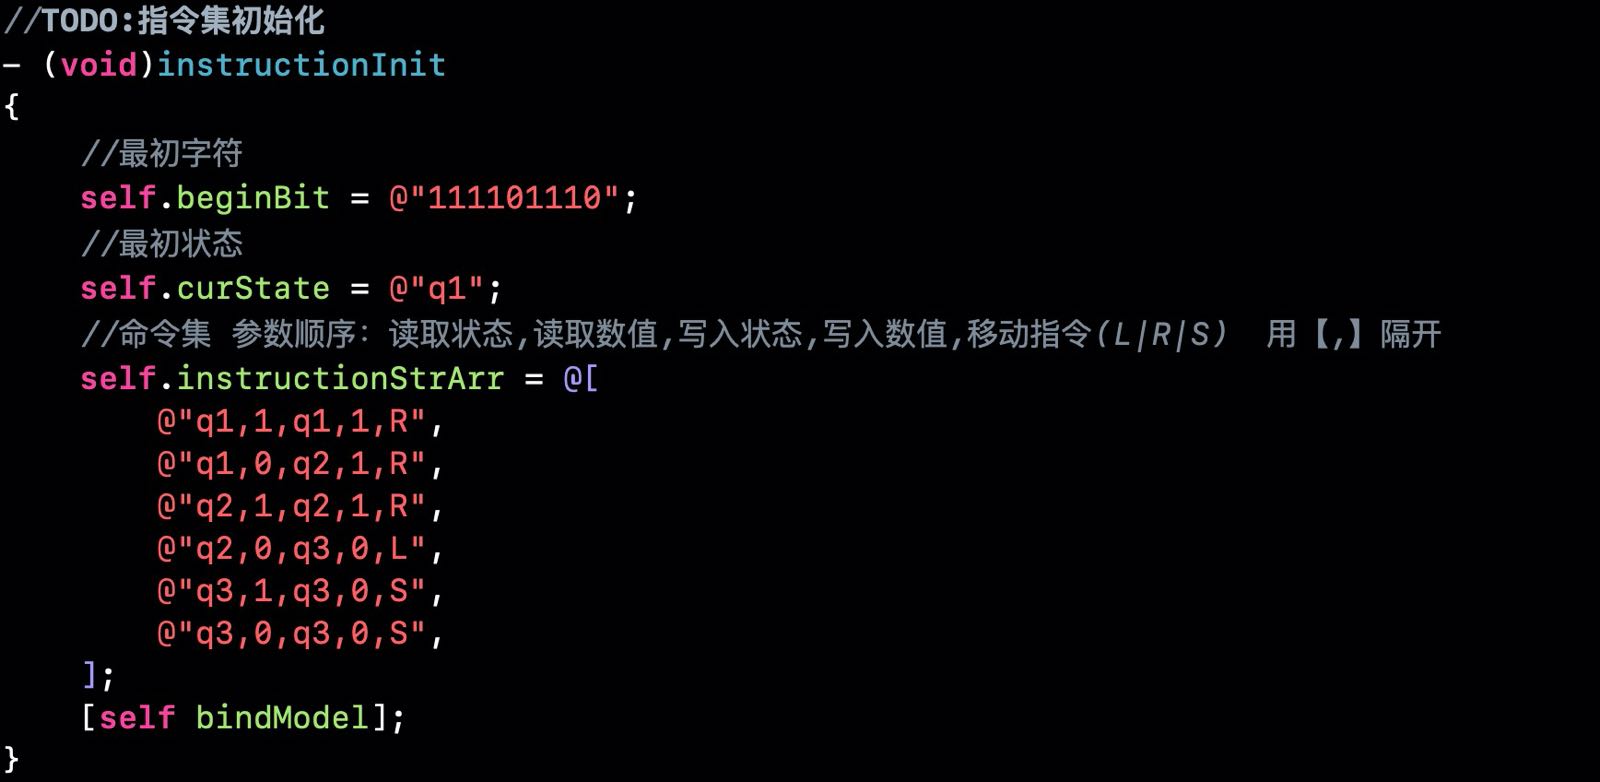 //TODO:指令集初始化
- (void)instructionInit
{
//最初字符
self.beginBit = @"111101110";
//最初状态
self.curState = @"q1";
//命令集 参数顺序：读取状态,读取数值,写入状态,写入数值,移动指令(L|R|S) 用【,】隔开
self.instructionStrArr = @[
@"q1,1,q1,1,R",
@"q1,0,q2,1,R",
@"q2,1,q2,1,R",
@"q2,0,q3,0,L",
@"q3,1,q3,0,S",
@"q3,0,q3,0,S",
];
[self bindModel];
}